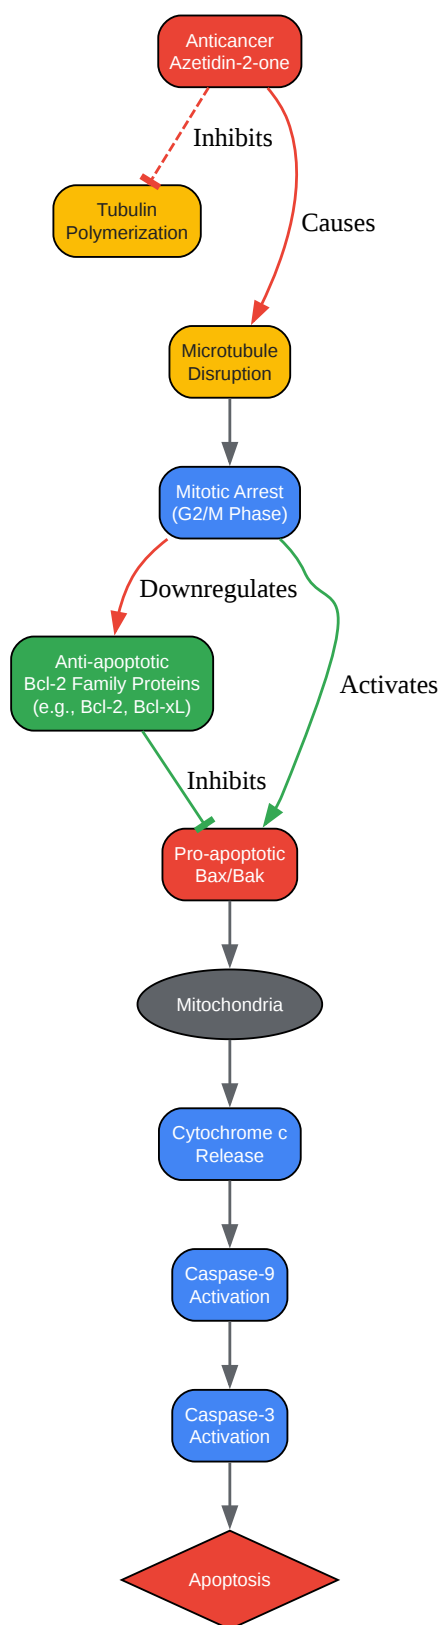 Anticancer
Azetidin-2-one
Inhibits
Tubulin
Polymerization
Causes
Microtubule
Disruption
Mitotic Arrest
(G2/M Phase)
Downregulates
Anti-apoptotic
Bcl-2 Family Proteins
(e.g., Bcl-2, Bcl-xL)
Activates
Inhibits
Pro-apoptotic
Bax/Bak
Mitochondria
Cytochrome c
Release
Caspase-9
Activation
Caspase-3
Activation
Apoptosis